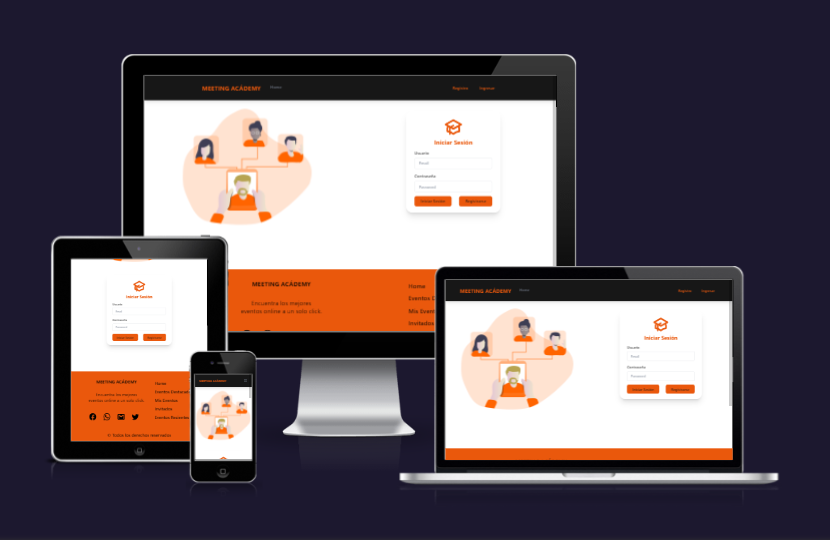 MEETING ACÁDEMY
Home
Registro
Ingresar
Iniciar Sesión
Usuario
Email
Contraseña
Password
Iniciar Sesión
Registrarse
MEETING ACÁDEMY
Encuentra los mejores
eventos online a un solo click.
Home
Eventos D
Mis Event
Invitados
Iniciar Sesión
Usuario
Email
Contraseña
Password
Iniciar Sesión
Registrarse
MEETING ACÁDEMY
Encuentra los mejores
eventos online a un solo click.
Home
Eventos Destacados
Mis Eventos
Invitados
Eventos Recientes
© Todos los derechos reservados
MEETING ACÁDEMY
MEETING ACÁDEMY
Home
Registro
Ingresar
Iniciar Sesión
Usuario
Email
Contraseña
Password
Iniciar Sesión
Registrarse